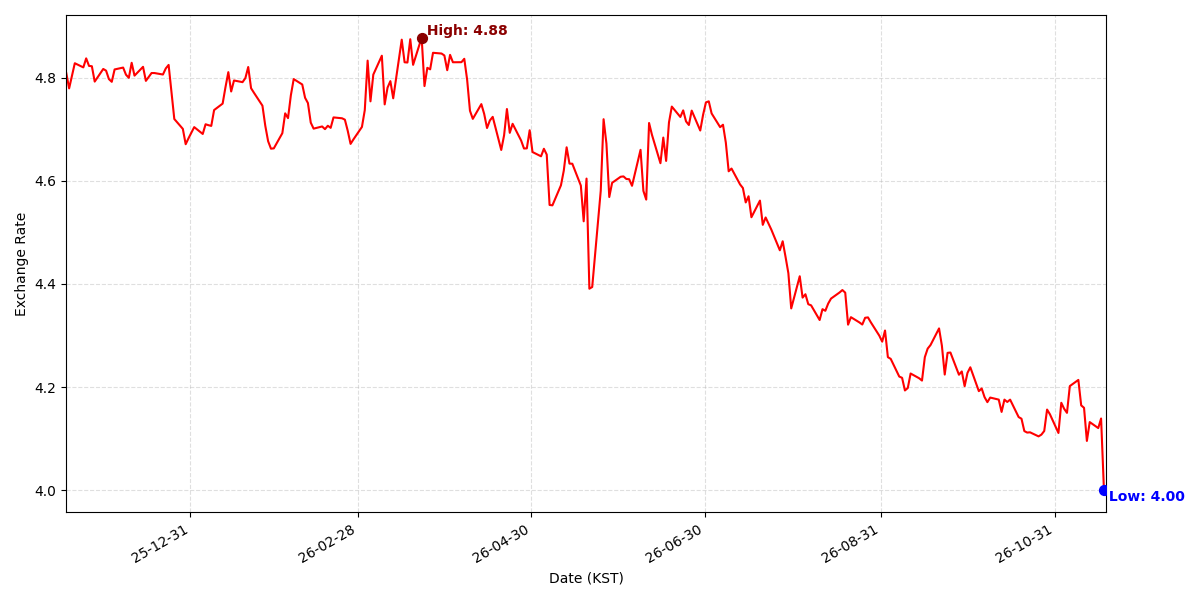 High: 4.88
4.8
4.6
4.4
4.2
4.0
Exchange Rate
Low: 4.00
25-12-31
26-02-28
26-04-30
26-06-30
26-08-31
26-10-31
Date (KST)